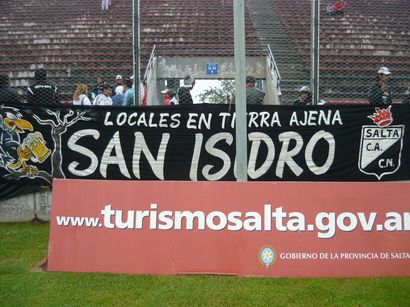 LOCALES EN TIERRA AJENA
SAN ISIDRO
SALTA
C.A.
C.N.
www.turismosalta.gov.ar
GOBIERNO DE LA PROVINCIA DE SALTA